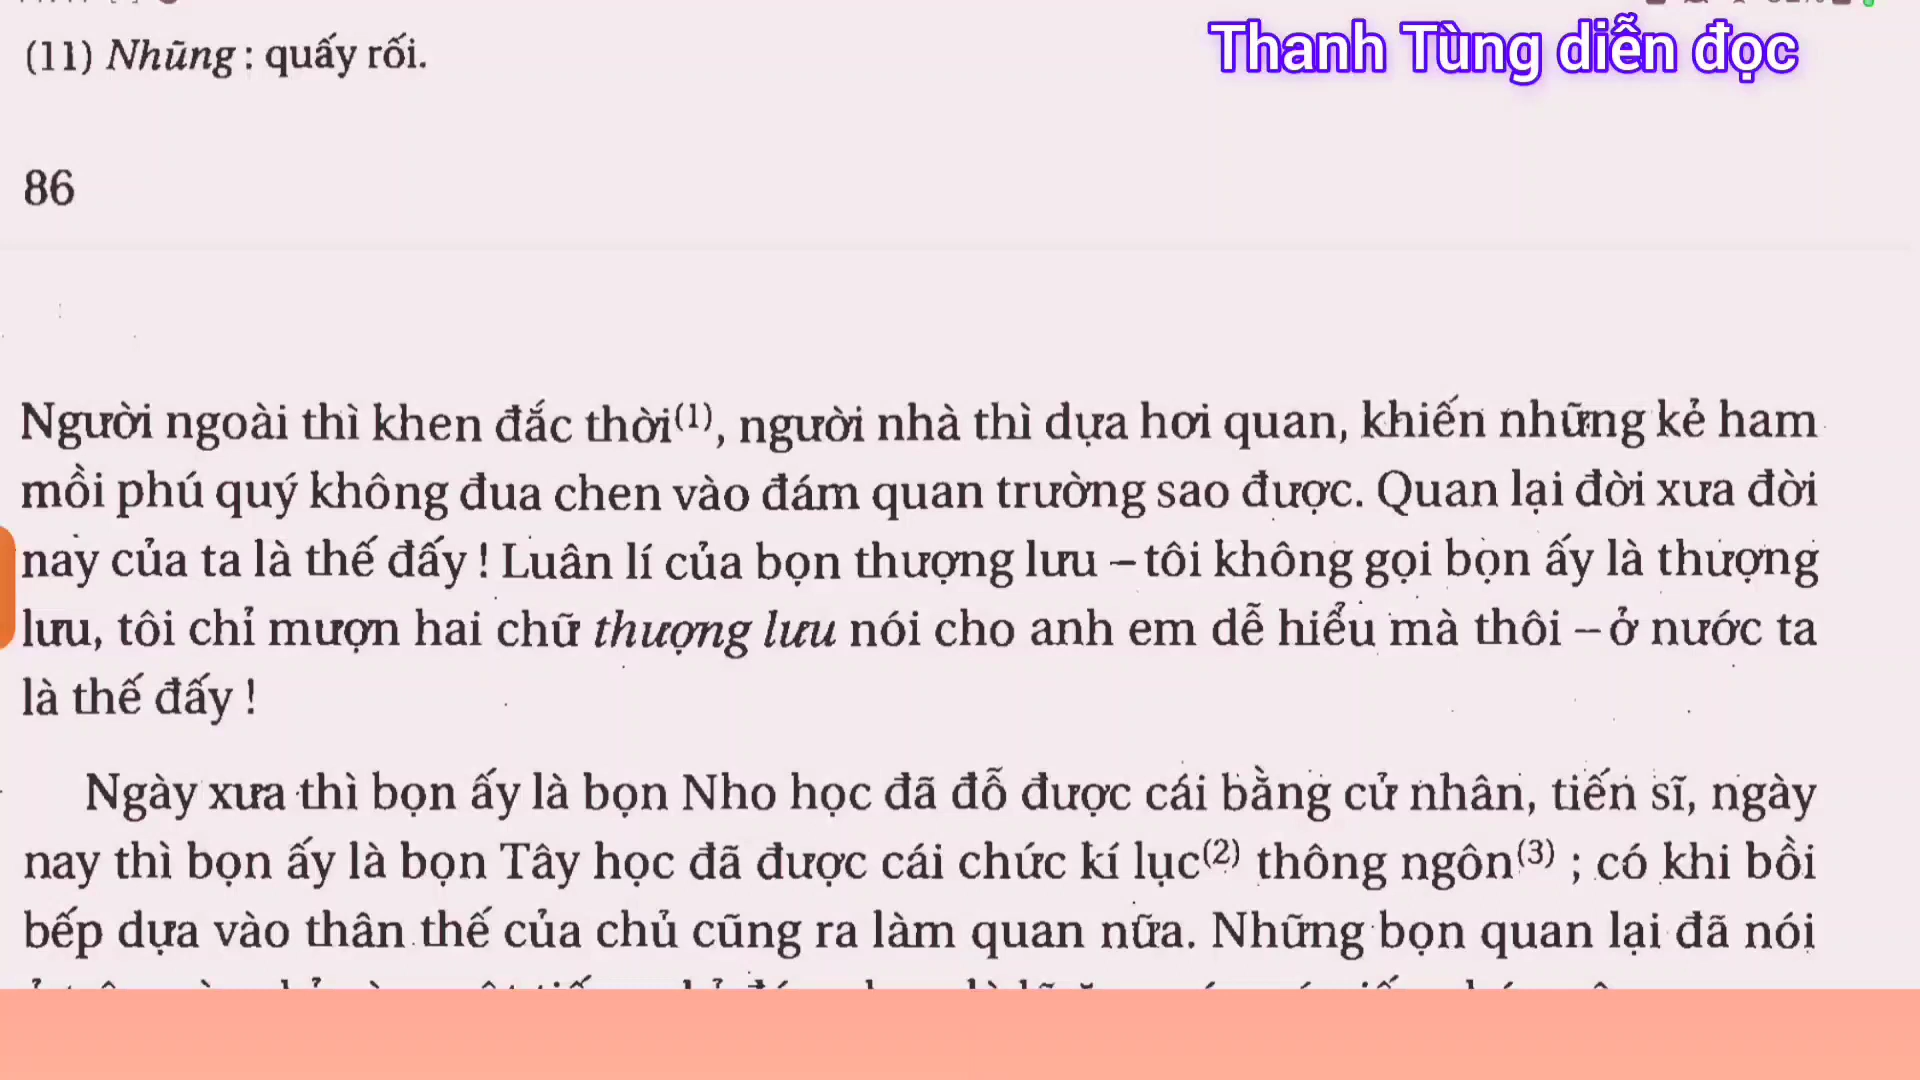 (11) Nhũng : quấy rối.
Thanh Tùng diễn đọc
86
Người ngoài thì khen đắc thời(1), người nhà thì dựa hơi quan, khiến những kẻ ham
mồi phú quý không đua chen vào đám quan trường sao được. Quan lại đời xưa đời
nay của ta là thế đấy ! Luân lí của bọn thượng lưu – tôi không gọi bọn ấy là thượng
lưu, tôi chỉ mượn hai chữ thượng lưu nói cho anh em dễ hiểu mà thôi – ở nước ta
là thế đấy !
Ngày xưa thì bọn ấy là bọn Nho học đã đỗ được cái bằng cử nhân, tiến sĩ, ngày
nay thì bọn ấy là bọn Tây học đã được cái chức kí lục(2) thông ngôn(3) ; có khi bồi
bếp dựa vào thân thế của chủ cũng ra làm quan nữa. Những bọn quan lại đã nói